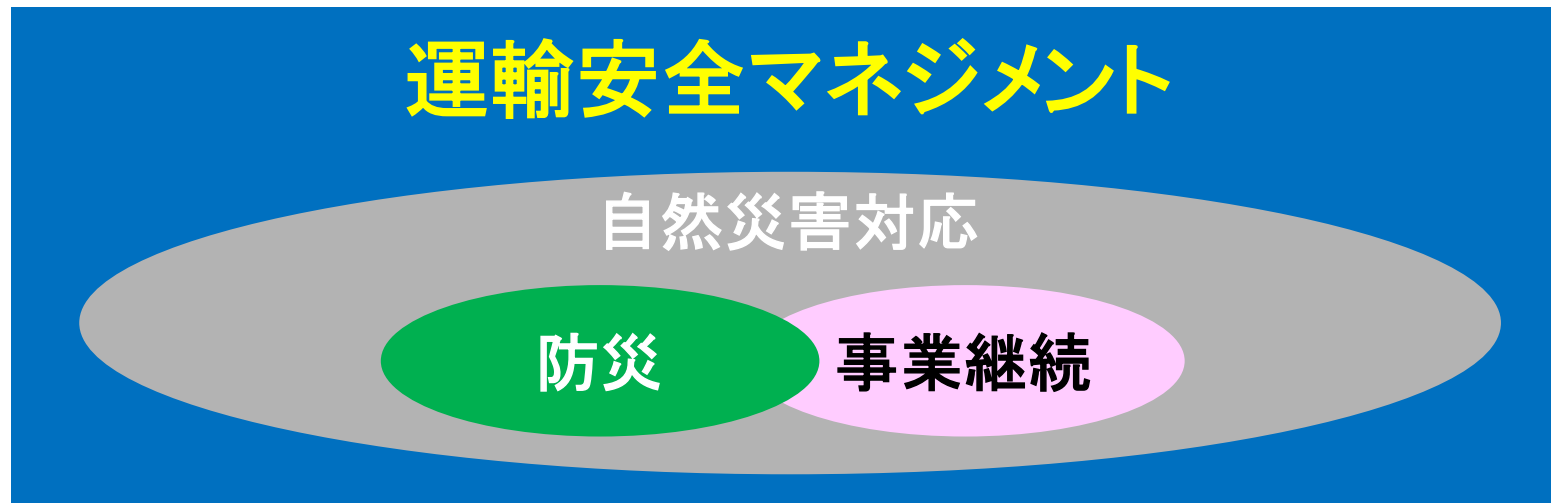 運輸安全マネジメント
自然災害対応
防災
事業継続